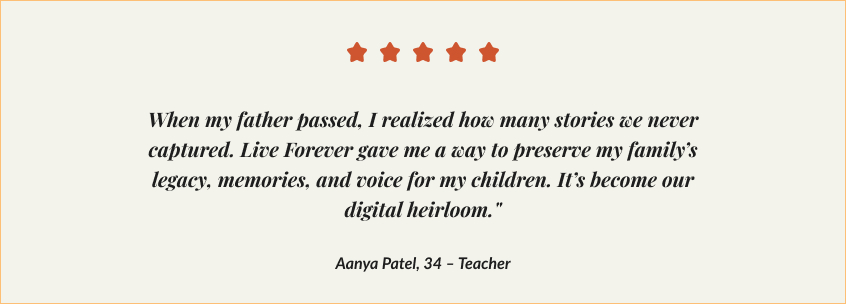 When my father passed, I realized how many stories we never
captured. Live Forever gave me a way to preserve my family’s
legacy, memories, and voice for my children. It’s become our
digital heirloom."
Aanya Patel, 34 – Teacher